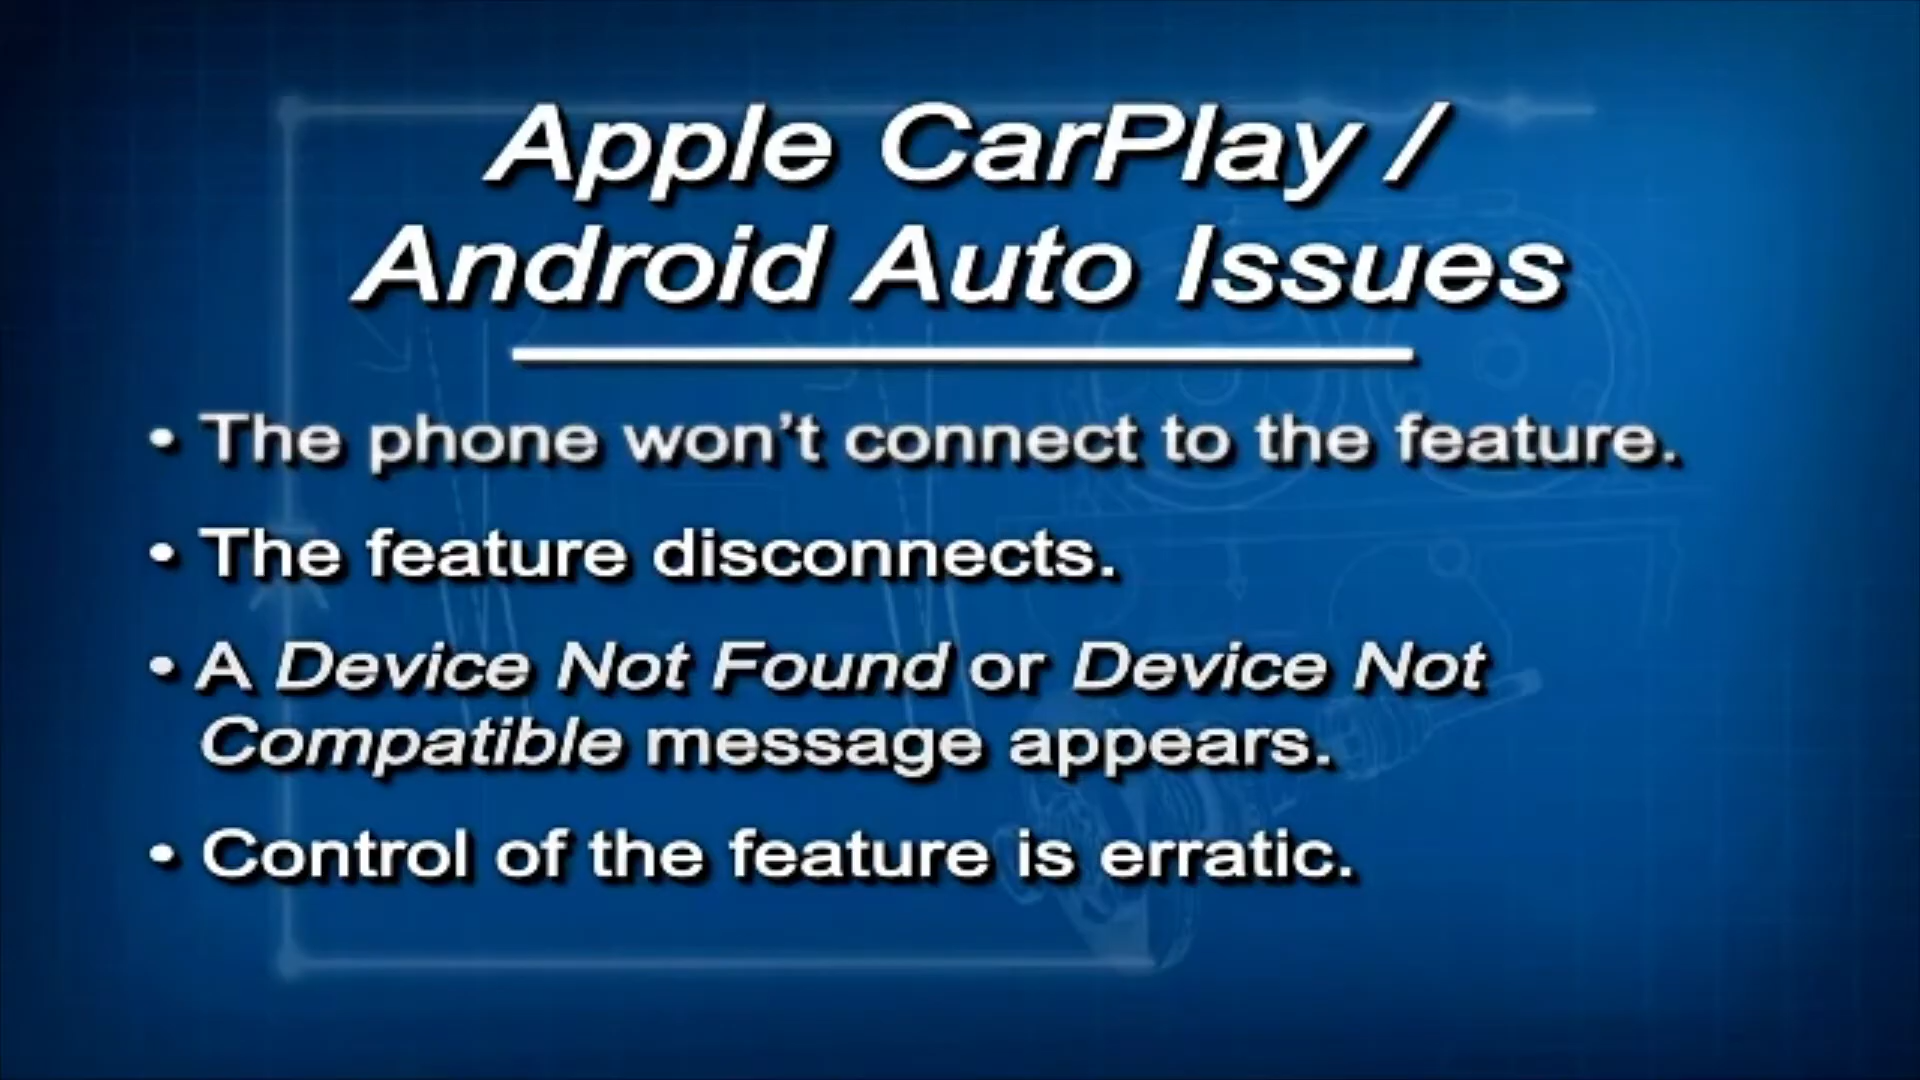 Apple CarPlay /
Android Auto Issues
• The phone won’t connect to the feature.
• The feature disconnects.
• A Device Not Found or Device Not
Compatible message appears.
• Control of the feature is erratic.